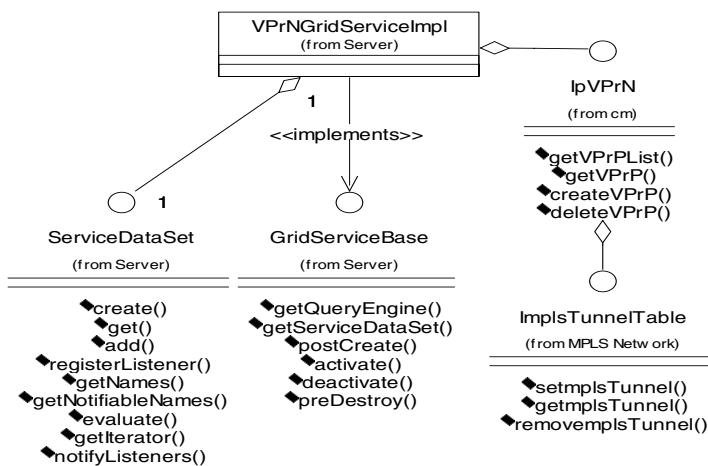 VPrNGridServiceImpl
(from Server)
1
<<implements>>
IpVPrN
(from cm)
getVPrPList()
getVPrP()
createVPrP()
deleteVPrP()
1
ServiceDataSet
(from Server)
create()
get()
add()
registerListener()
getNames()
getNotifiableNames()
evaluate()
getIterator()
notifyListeners()
GridServiceBase
(from Server)
getQueryEngine()
getServiceDataSet()
postCreate()
activate()
deactivate()
preDestroy()
ImplsTunnelTable
(from MPLS Netw ork)
setmplsTunnel()
getmplsTunnel()
removemplsTunnel()